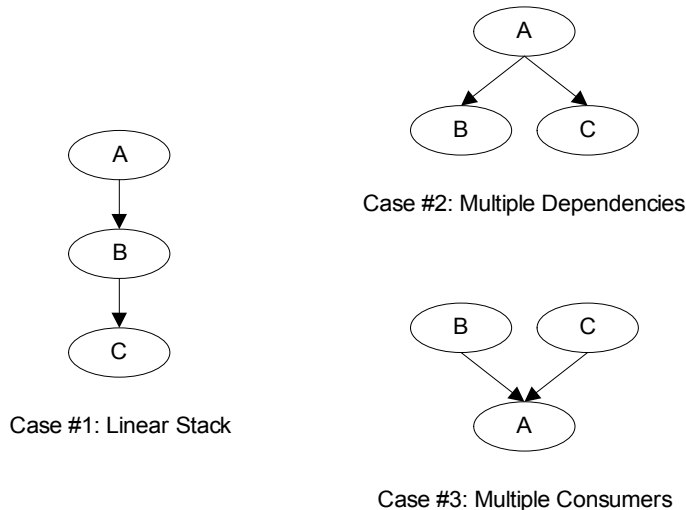 A
B
C
Case #1: Linear Stack
A
B C
Case #2: Multiple Dependencies
B C
A
Case #3: Multiple Consumers